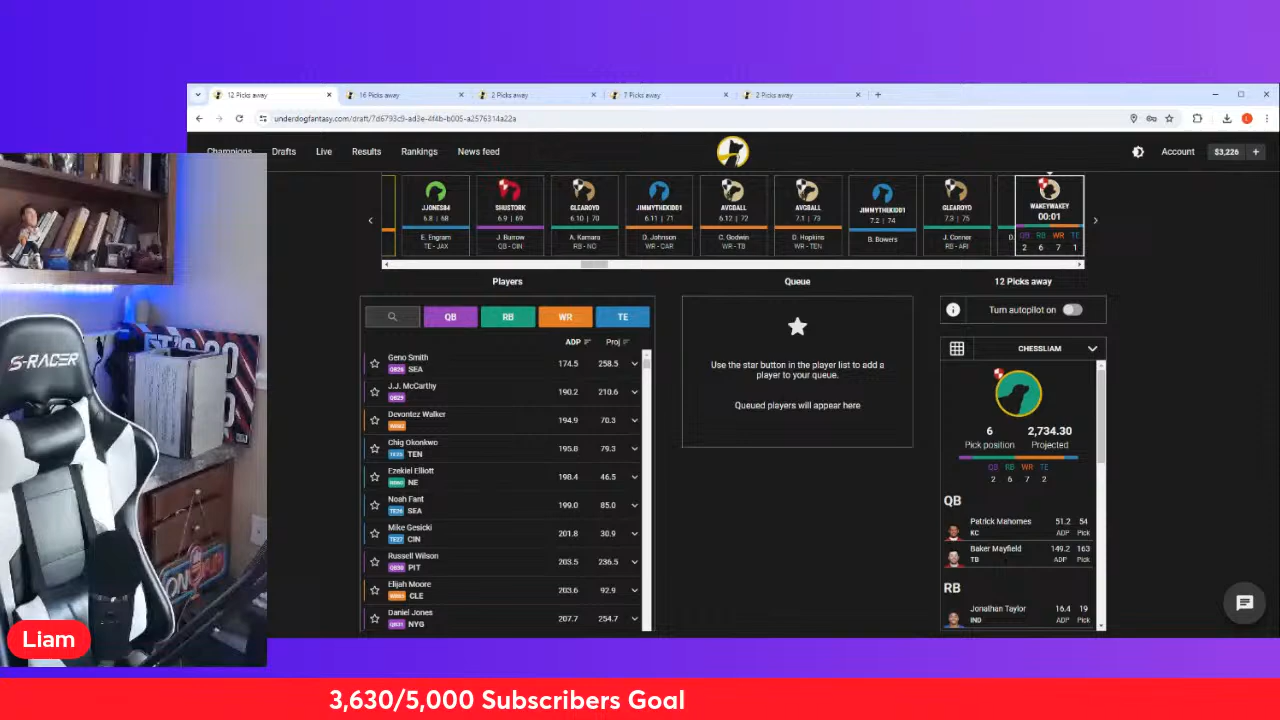 12 Picks away
16 Picks away
2 Picks away
7 Picks away
2 Picks away
underdogfantasy.com/draft/7d6793c9-ad3e-4f4b-b005-a2576314a22a
Champions
Drafts
Live
Results
Rankings
News feed
Account
$3,226
JJONES84
6.8 | 68
E. Engram
TE - JAX
SHUSTORK
6.9 | 69
J. Burrow
QB - CIN
GLEAROYD
6.10 | 70
A. Kamara
RB - NO
JIMMYTHEKIDD1
6.11 | 71
D. Johnson
WR - CAR
AVGBALL
6.12 | 72
C. Godwin
WR - TB
AVGBALL
7.1 | 73
D. Hopkins
WR - TEN
JIMMYTHEKIDD1
7.2 | 74
B. Bowers
GLEAROYD
7.3 | 75
J. Conner
RB - ARI
D.
WAKEYWAKEY
00:01
QB RB WR TE
2 6 7 1
Players
Queue
12 Picks away
QB
RB
WR
TE
ADP
Proj
Geno Smith
QB28 SEA
174.5
258.5
J.J. McCarthy
QB29
190.2
210.6
Devontez Walker
194.9
70.3
Chig Okonkwo
TEN
195.8
79.3
Ezekiel Elliott
NE
198.4
46.5
Noah Fant
TE26 SEA
199.0
85.0
Mike Gesicki
TE27 CIN
201.8
30.9
Russell Wilson
QB30 PIT
203.5
236.5
Elijah Moore
CLE
203.6
92.9
Daniel Jones
QB31 NYG
207.7
254.7
Use the star button in the player list to add a
player to your queue.
Queued players will appear here
Turn autopilot on
CHESSLIAM
6
Pick position
2,734.30
Projected
QB RB WR TE
2 6 7 2
QB
Patrick Mahomes
KC
51.2
ADP
54
Pick
Baker Mayfield
TB
149.2
ADP
163
Pick
RB
Jonathan Taylor
IND
16.4
ADP
19
Pick
S-RACER
Liam
3,630/5,000 Subscribers Goal